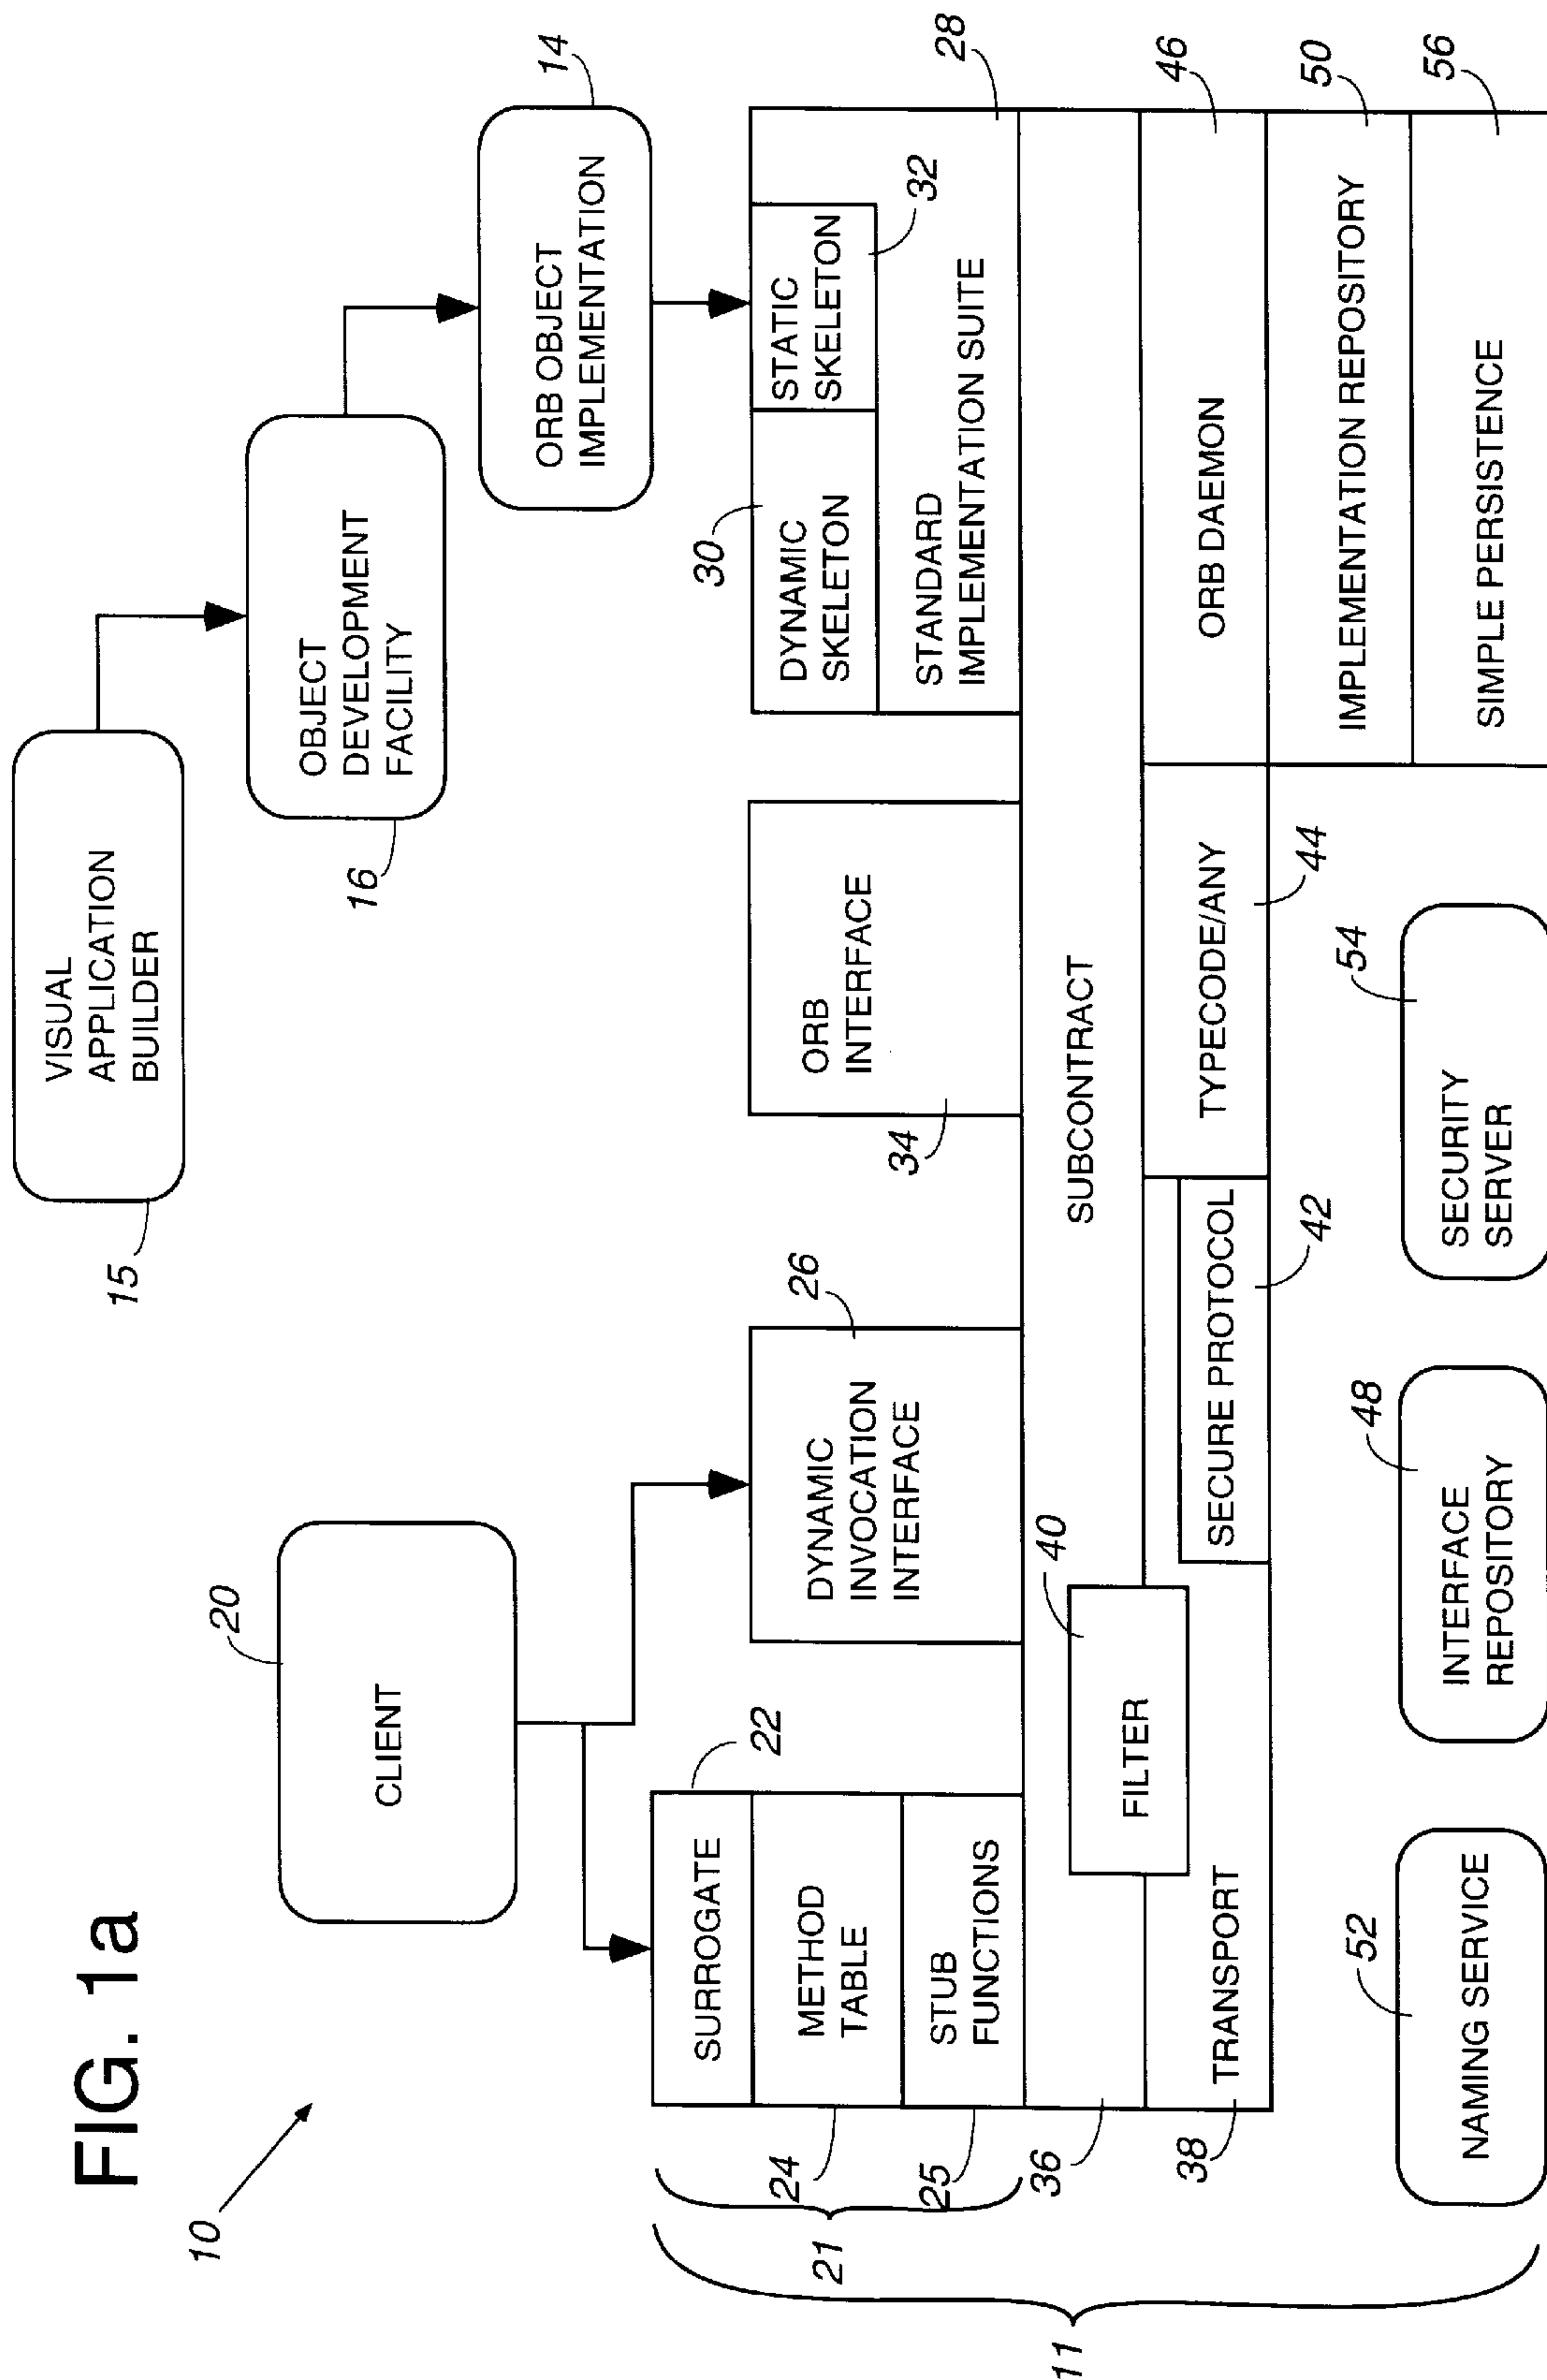 FIG. 1a
10
15
VISUAL
APPLICATION
BUILDER
16
OBJECT
DEVELOPMENT
FACILITY
14
ORB OBJECT
IMPLEMENTATION
20
CLIENT
22
SURROGATE
24
METHOD
TABLE
25
STUB
FUNCTIONS
21
11
26
DYNAMIC
INVOCATION
INTERFACE
34
ORB
INTERFACE
30
DYNAMIC
SKELETON
32
STATIC
SKELETON
28
STANDARD
IMPLEMENTATION SUITE
36
SUBCONTRACT
40
FILTER
38
TRANSPORT
42
SECURE PROTOCOL
44
TYPECODE/ANY
46
ORB DAEMON
50
IMPLEMENTATION REPOSITORY
56
SIMPLE PERSISTENCE
52
NAMING SERVICE
48
INTERFACE
REPOSITORY
54
SECURITY
SERVER